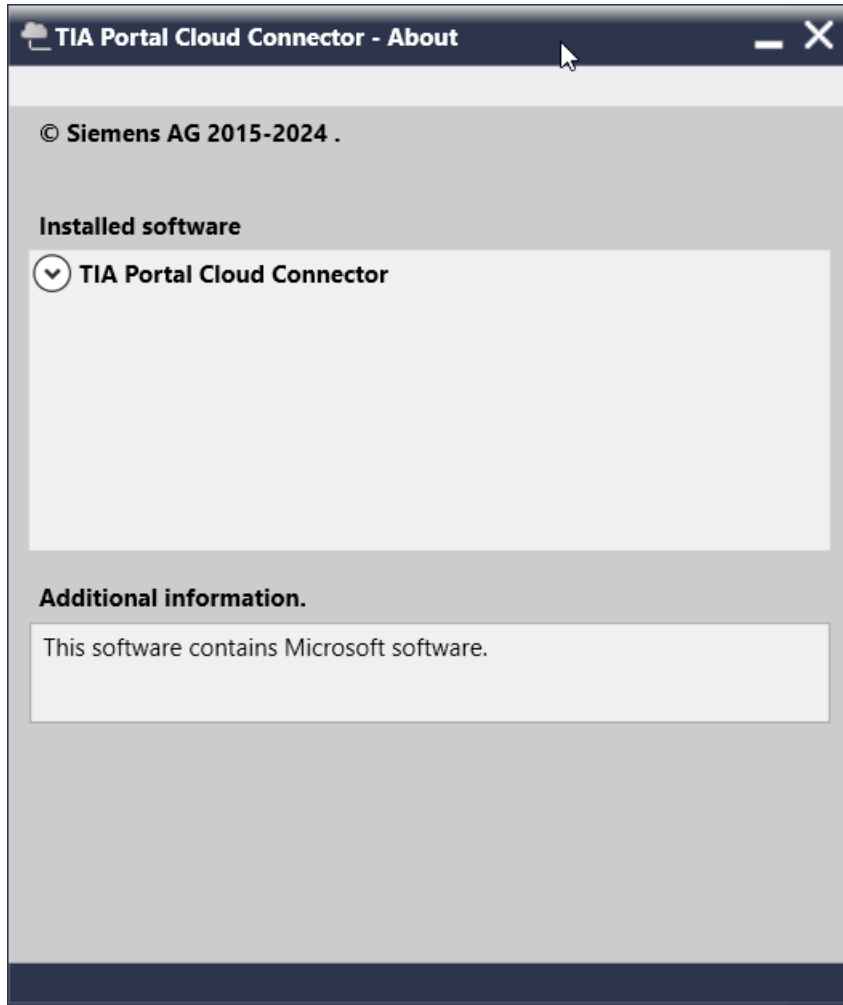 TIA Portal Cloud Connector - About
© Siemens AG 2015-2024 .
Installed software
TIA Portal Cloud Connector
Additional information.
This software contains Microsoft software.